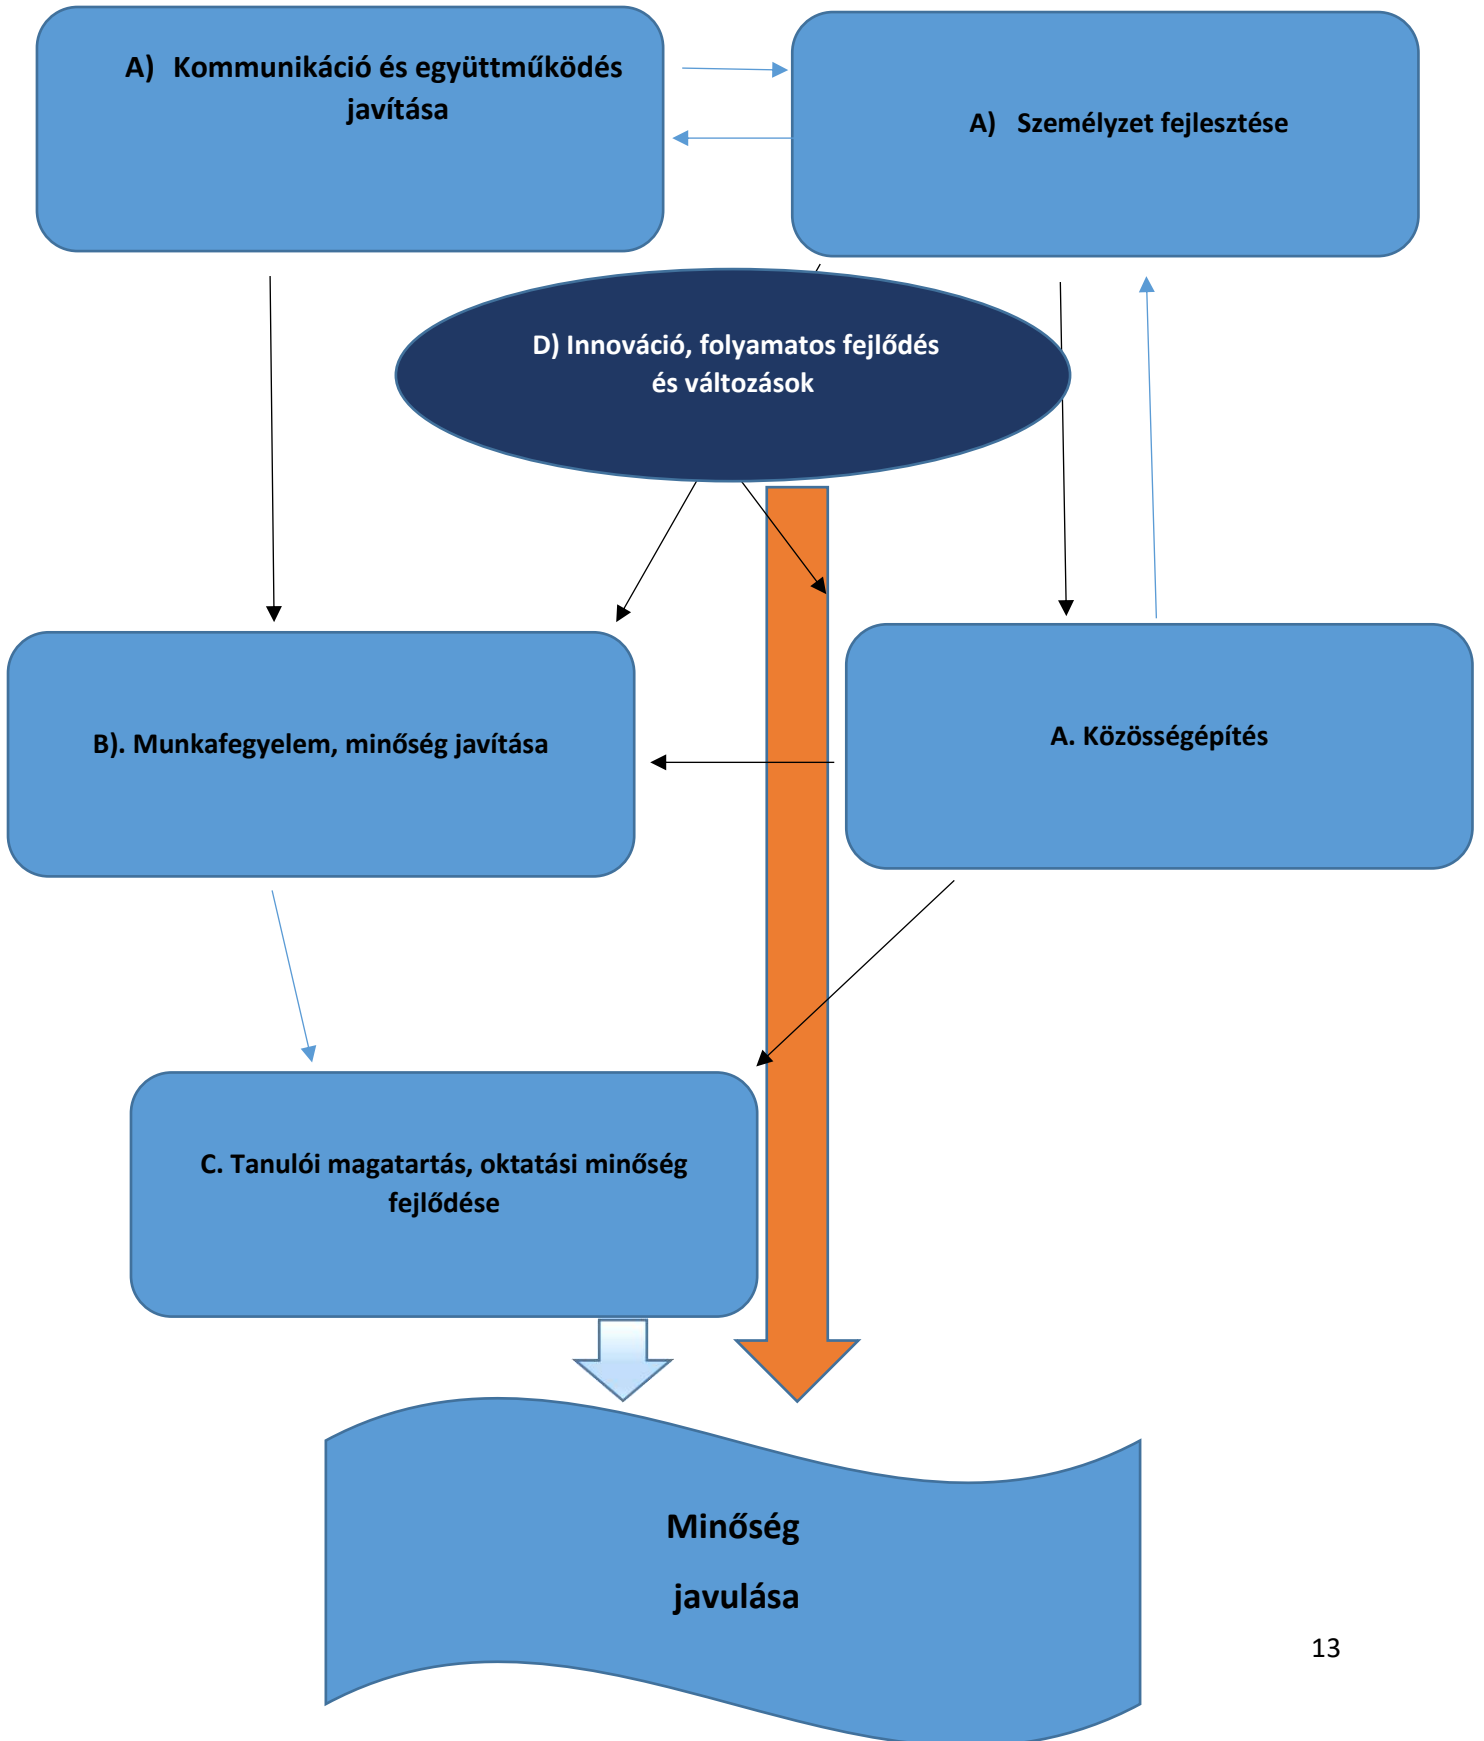 A) Kommunikáció és együttműködés
javítása
A) Személyzet fejlesztése
D) Innováció, folyamatos fejlődés
és változások
B). Munkafegyelem, minőség javítása
A. Közösségépítés
C. Tanulói magatartás, oktatási minőség
fejlődése
Minőség
javulása
13